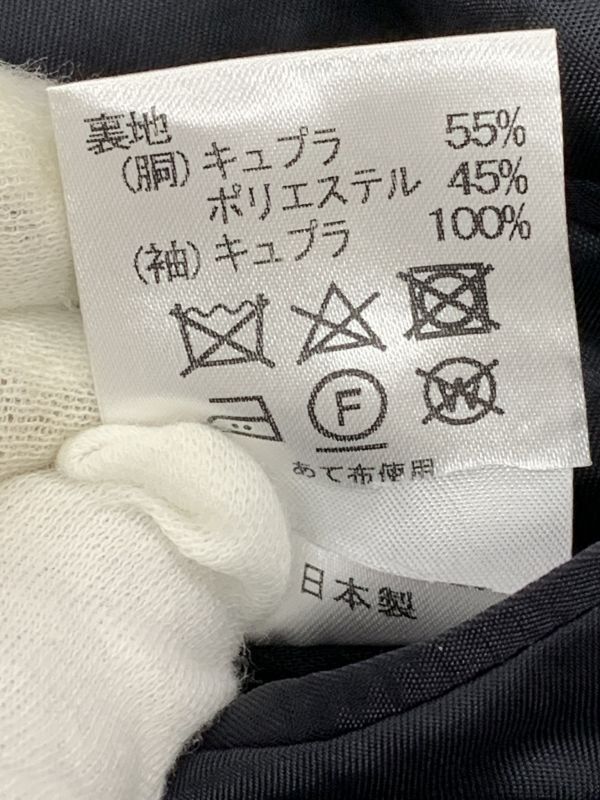 裏地
(胴) キュプラ 55%
ポリエステル 45%
(袖) キュプラ 100%
W
F
あて布使用
日本製